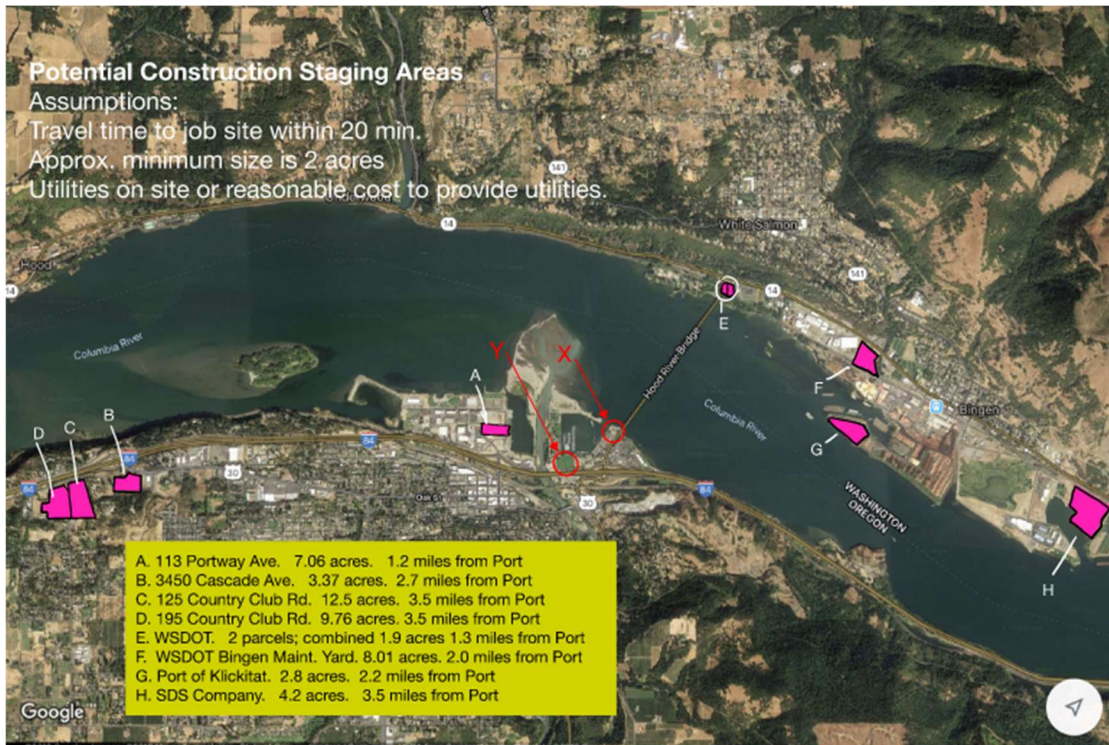 Potential Construction Staging Areas
Assumptions:
Travel time to job site within 20 min.
Approx. minimum size is 2 acres
Utilities on site or reasonable cost to provide utilities.
141
Underwood
14
White Salmon
Hood
14
141
14
E
Columbia River
Y
X
A
Hood River Bridge
F
Columbia River
Bingen
B
C
D
84
84
84
30
G
Oak St
30
84
WASHINGTON
OREGON
84
H
A. 113 Portway Ave. 7.06 acres. 1.2 miles from Port
B. 3450 Cascade Ave. 3.37 acres. 2.7 miles from Port
C. 125 Country Club Rd. 12.5 acres. 3.5 miles from Port
D. 195 Country Club Rd. 9.76 acres. 3.5 miles from Port
E. WSDOT. 2 parcels; combined 1.9 acres 1.3 miles from Port
F. WSDOT Bingen Maint. Yard. 8.01 acres. 2.0 miles from Port
G. Port of Klickitat. 2.8 acres. 2.2 miles from Port
H. SDS Company. 4.2 acres. 3.5 miles from Port
Google